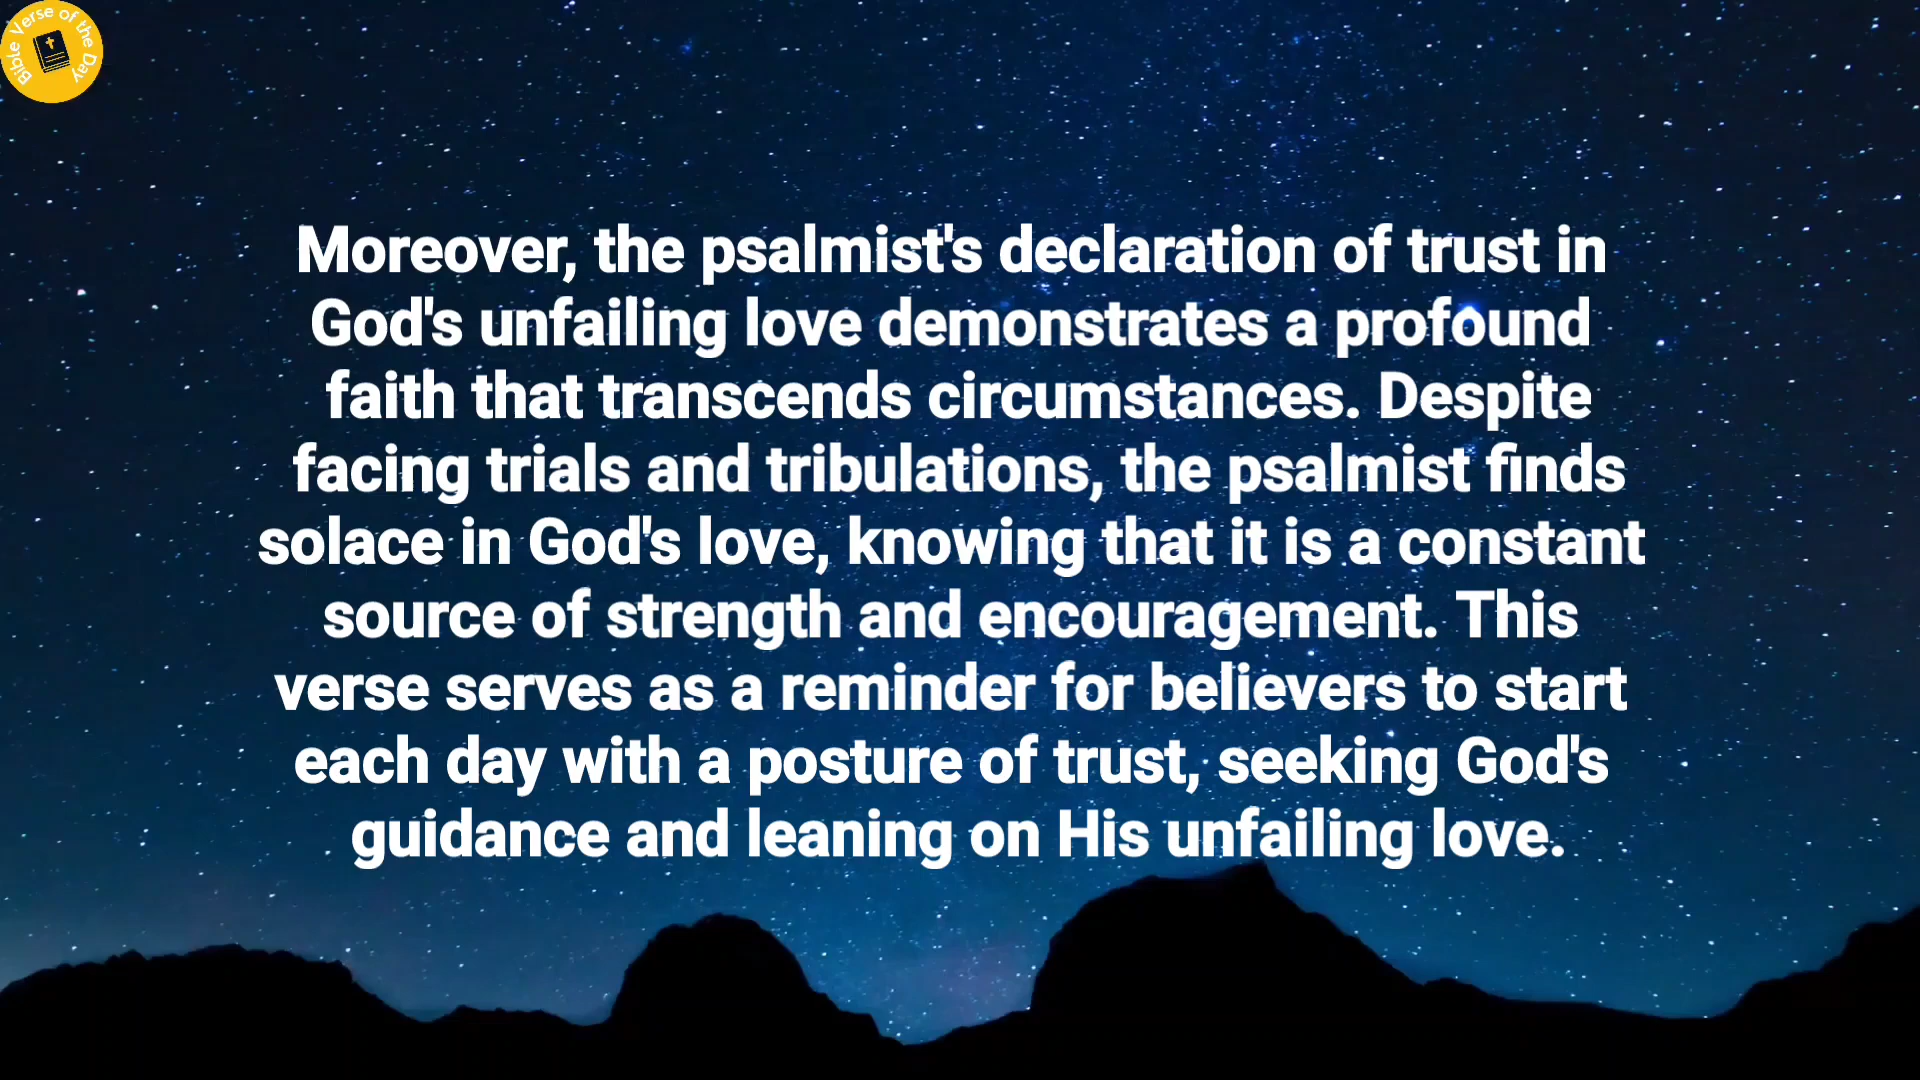 Bible Verse of the Day
Moreover, the psalmist's declaration of trust in
God's unfailing love demonstrates a profound
faith that transcends circumstances. Despite
facing trials and tribulations, the psalmist finds
solace in God's love, knowing that it is a constant
source of strength and encouragement. This
verse serves as a reminder for believers to start
each day with a posture of trust, seeking God's
guidance and leaning on His unfailing love.